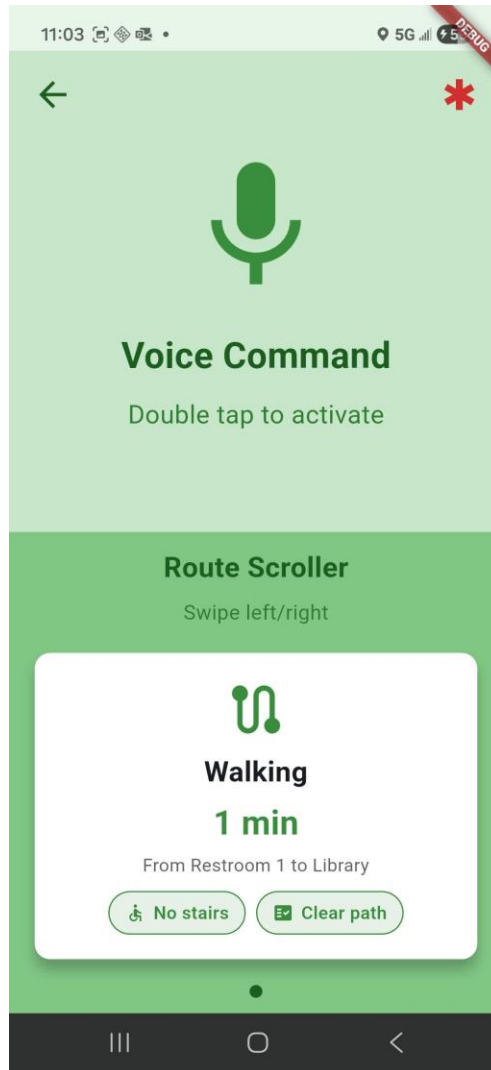 11:03
5G
DEBUG
Voice Command
Double tap to activate
Route Scroller
Swipe left/right
Walking
1 min
From Restroom 1 to Library
No stairs
Clear path